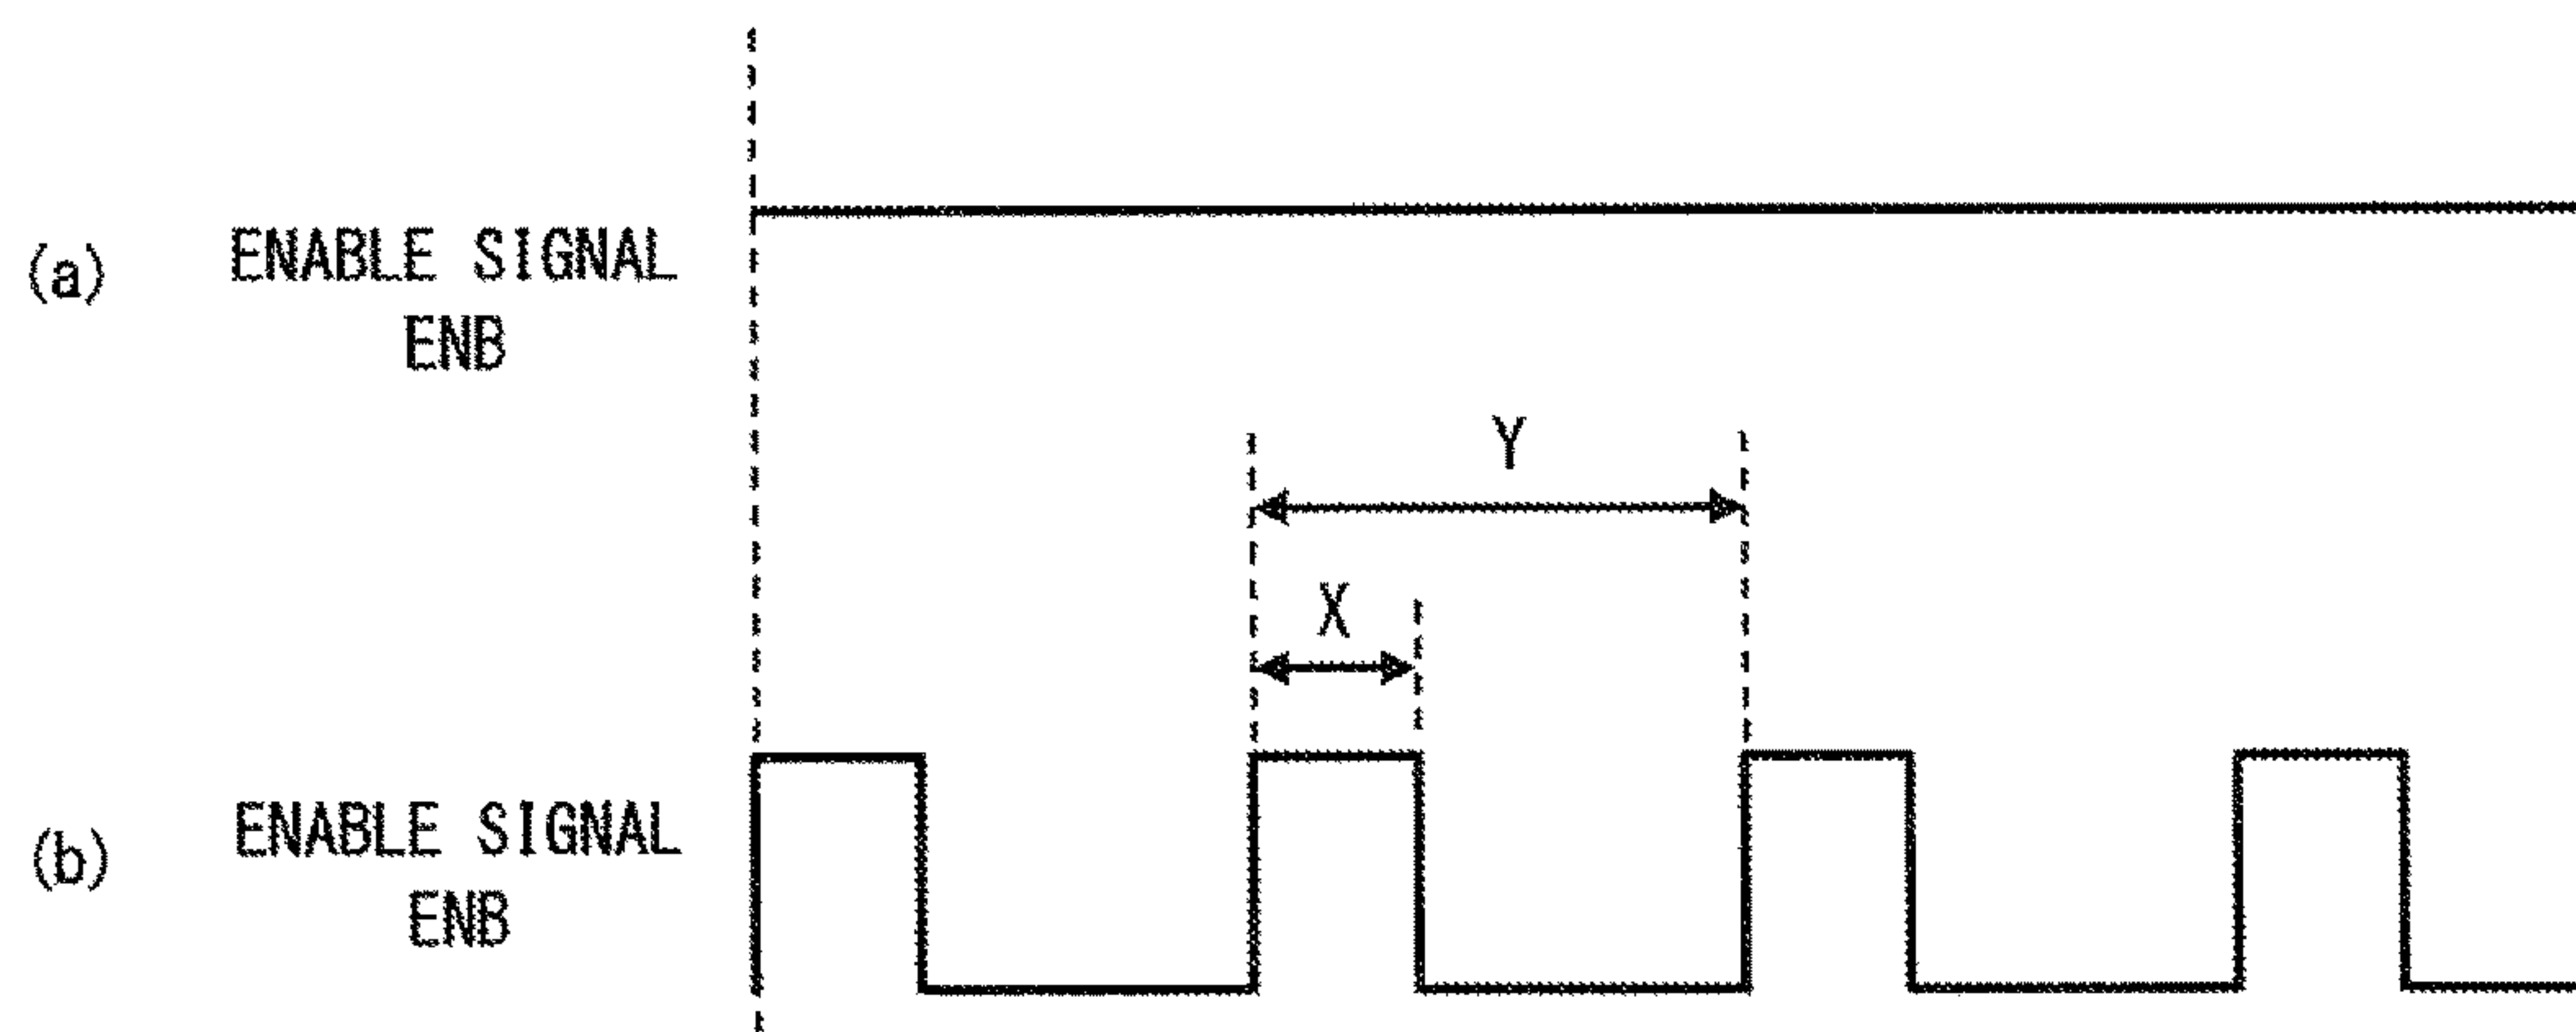 (a) ENABLE SIGNAL
ENB
Y
X
(b) ENABLE SIGNAL
ENB